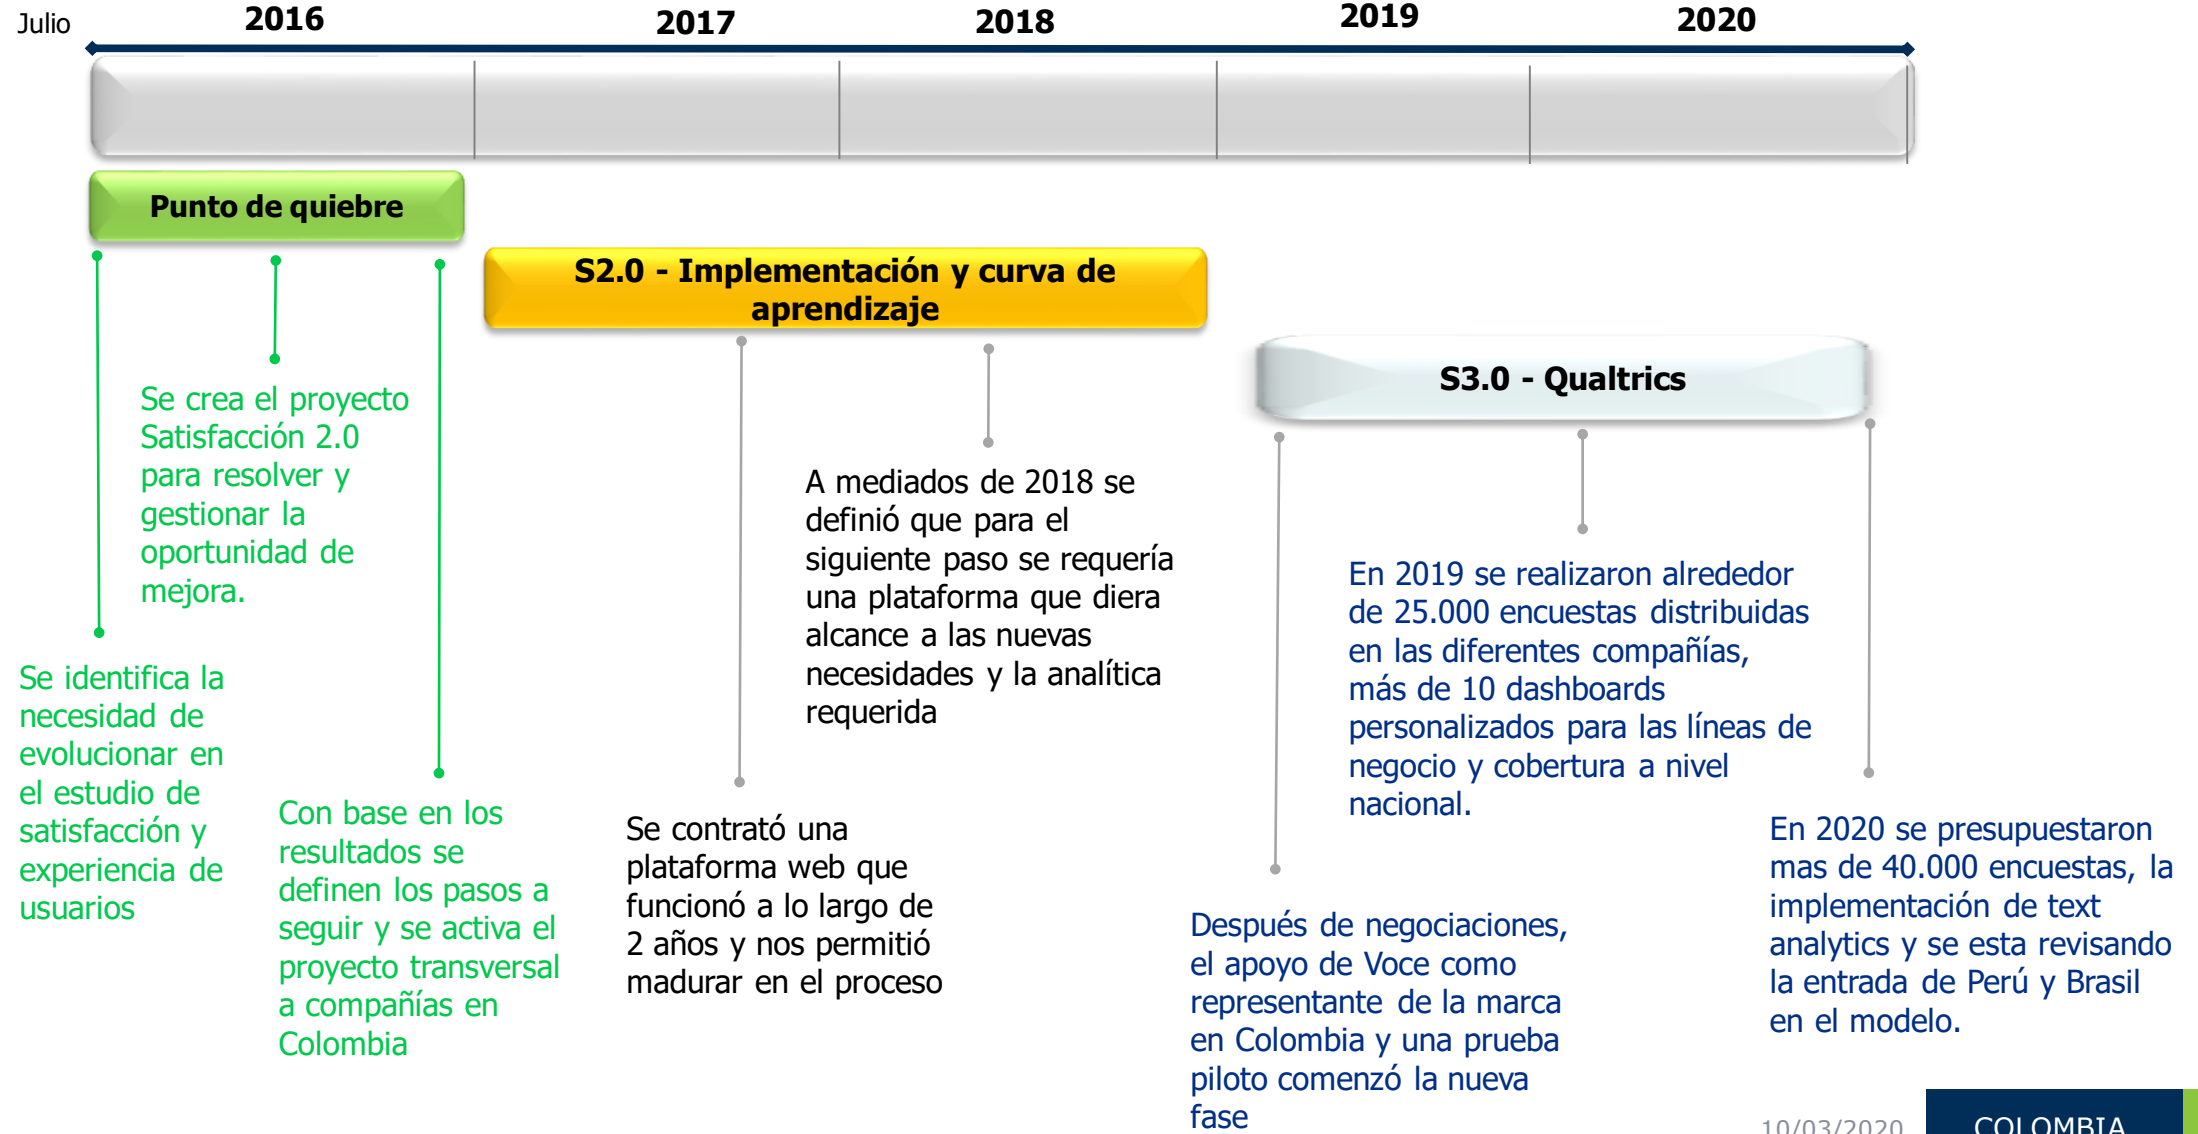 Julio
2016
2017
2018
2019
2020
Punto de quiebre
S2.0 - Implementación y curva de
aprendizaje
S3.0 - Qualtrics
Se crea el proyecto
Satisfacción 2.0
para resolver y
gestionar la
oportunidad de
mejora.
Se identifica la
necesidad de
evolucionar en
el estudio de
satisfacción y
experiencia de
usuarios
Con base en los
resultados se
definen los pasos a
seguir y se activa el
proyecto transversal
a compañías en
Colombia
A mediados de 2018 se
definió que para el
siguiente paso se requería
una plataforma que diera
alcance a las nuevas
necesidades y la analítica
requerida
Se contrató una
plataforma web que
funcionó a lo largo de
2 años y nos permitió
madurar en el proceso
En 2019 se realizaron alrededor
de 25.000 encuestas distribuidas
en las diferentes compañías,
más de 10 dashboards
personalizados para las líneas de
negocio y cobertura a nivel
nacional.
Después de negociaciones,
el apoyo de Voce como
representante de la marca
en Colombia y una prueba
piloto comenzó la nueva
fase
En 2020 se presupuestaron
mas de 40.000 encuestas, la
implementación de text
analytics y se esta revisando
la entrada de Perú y Brasil
en el modelo.
10/03/2020
COLOMBIA